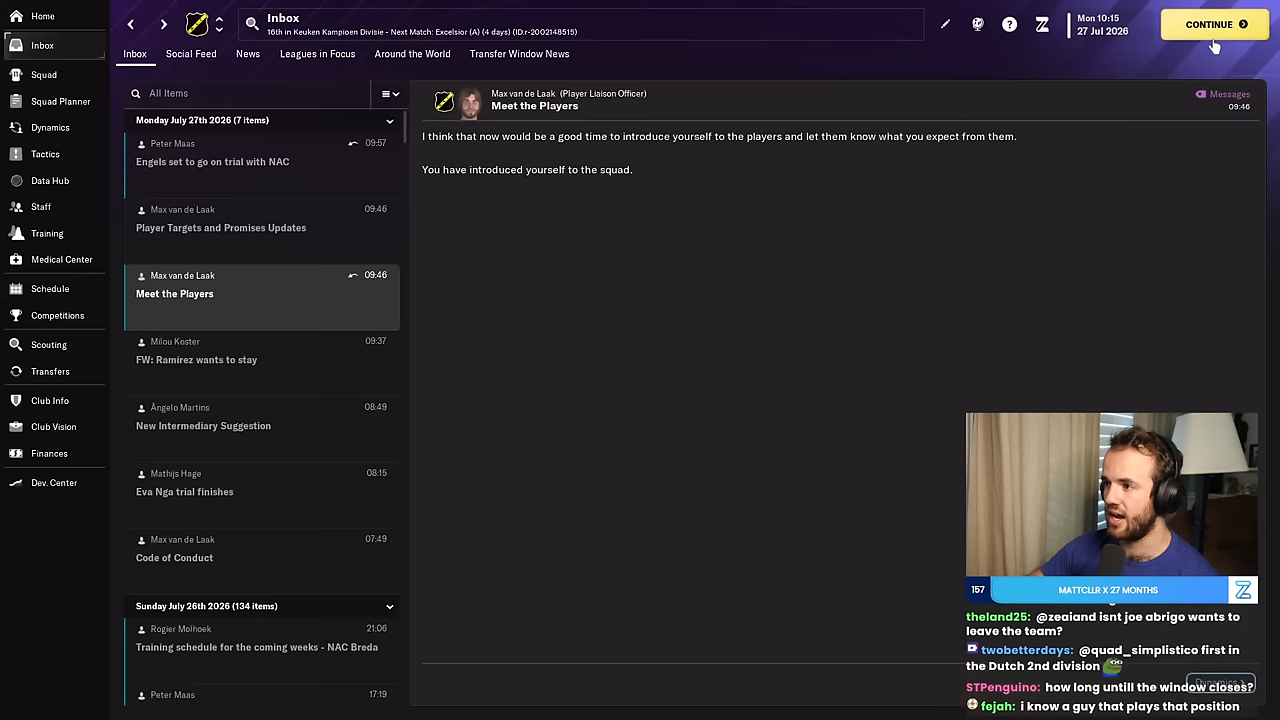 Home
Inbox
Squad
Squad Planner
Dynamics
Tactics
Data Hub
Staff
Training
Medical Center
Schedule
Competitions
Scouting
Transfers
Club Info
Club Vision
Finances
Dev. Center
Inbox
16th in Keuken Kampioen Divisie - Next Match: Excelsior (A) (4 days) (ID:r-2002148515)
Mon 10:15
27 Jul 2026
CONTINUE
Inbox
Social Feed
News
Leagues in Focus
Around the World
Transfer Window News
All Items
Monday July 27th 2026 (7 items)
Peter Maas 09:57
Engels set to go on trial with NAC
Max van de Laak 09:46
Player Targets and Promises Updates
Max van de Laak 09:46
Meet the Players
Milou Koster 09:37
FW: Ramírez wants to stay
Ângelo Martins 08:49
New Intermediary Suggestion
Mathijs Hage 08:15
Eva Nga trial finishes
Max van de Laak 07:49
Code of Conduct
Sunday July 26th 2026 (134 items)
Rogier Molhoek 21:06
Training schedule for the coming weeks - NAC Breda
Peter Maas 17:19
Max van de Laak (Player Liaison Officer)
Meet the Players
Messages
09:46
I think that now would be a good time to introduce yourself to the players and let them know what you expect from them.
You have introduced yourself to the squad.
157 MATTCLLR X 27 MONTHS
theland25: @zeaiand isnt joe abrigo wants to
leave the team?
twobetterdays: @quad_simplistico first in
the Dutch 2nd division
Dynamics
STPenguino: how long untill the window closes?
fejah: i know a guy that plays that position